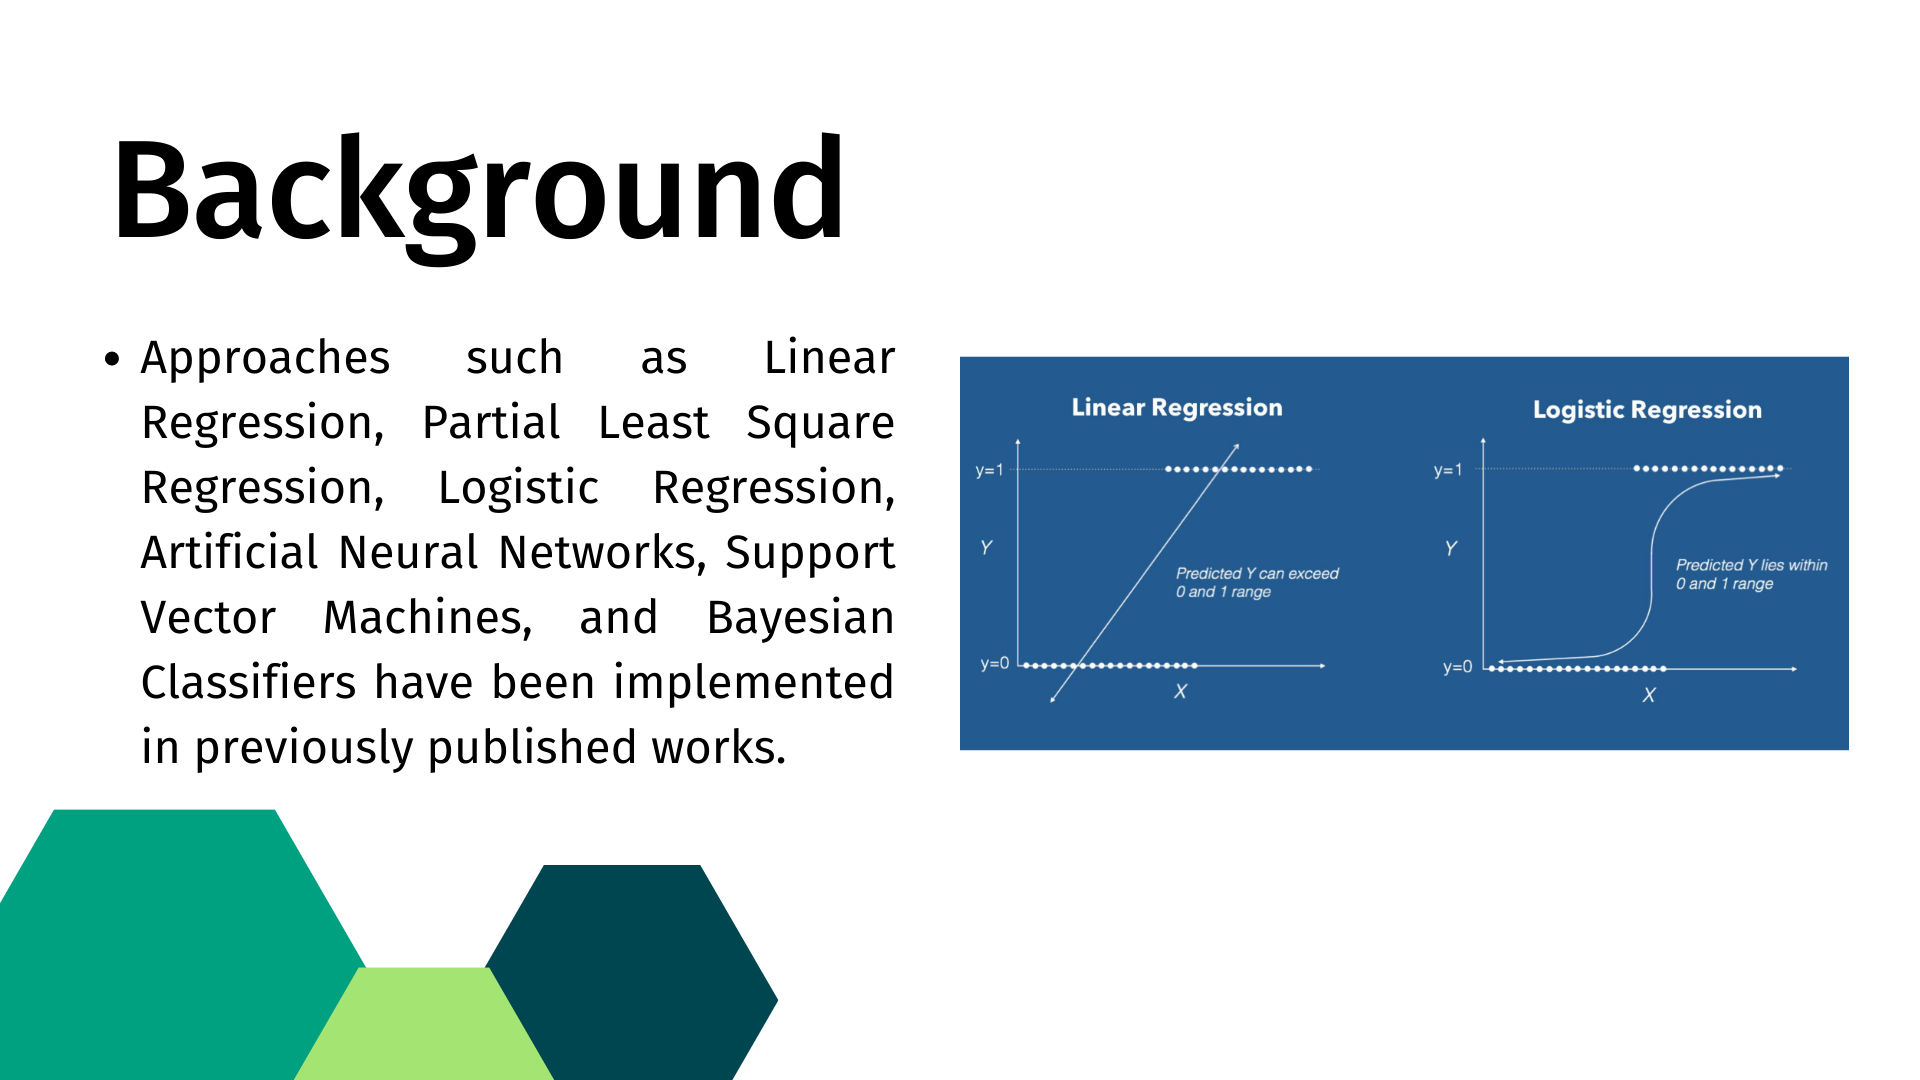 Background
• Approaches such as Linear
Regression, Partial Least Square
Regression, Logistic Regression,
Artificial Neural Networks, Support
Vector Machines, and Bayesian
Classifiers have been implemented
in previously published works.
Linear Regression
y=1
Y
Predicted Y can exceed
0 and 1 range
y=0
X
Logistic Regression
y=1
Y
Predicted Y lies within
0 and 1 range
y=0
X